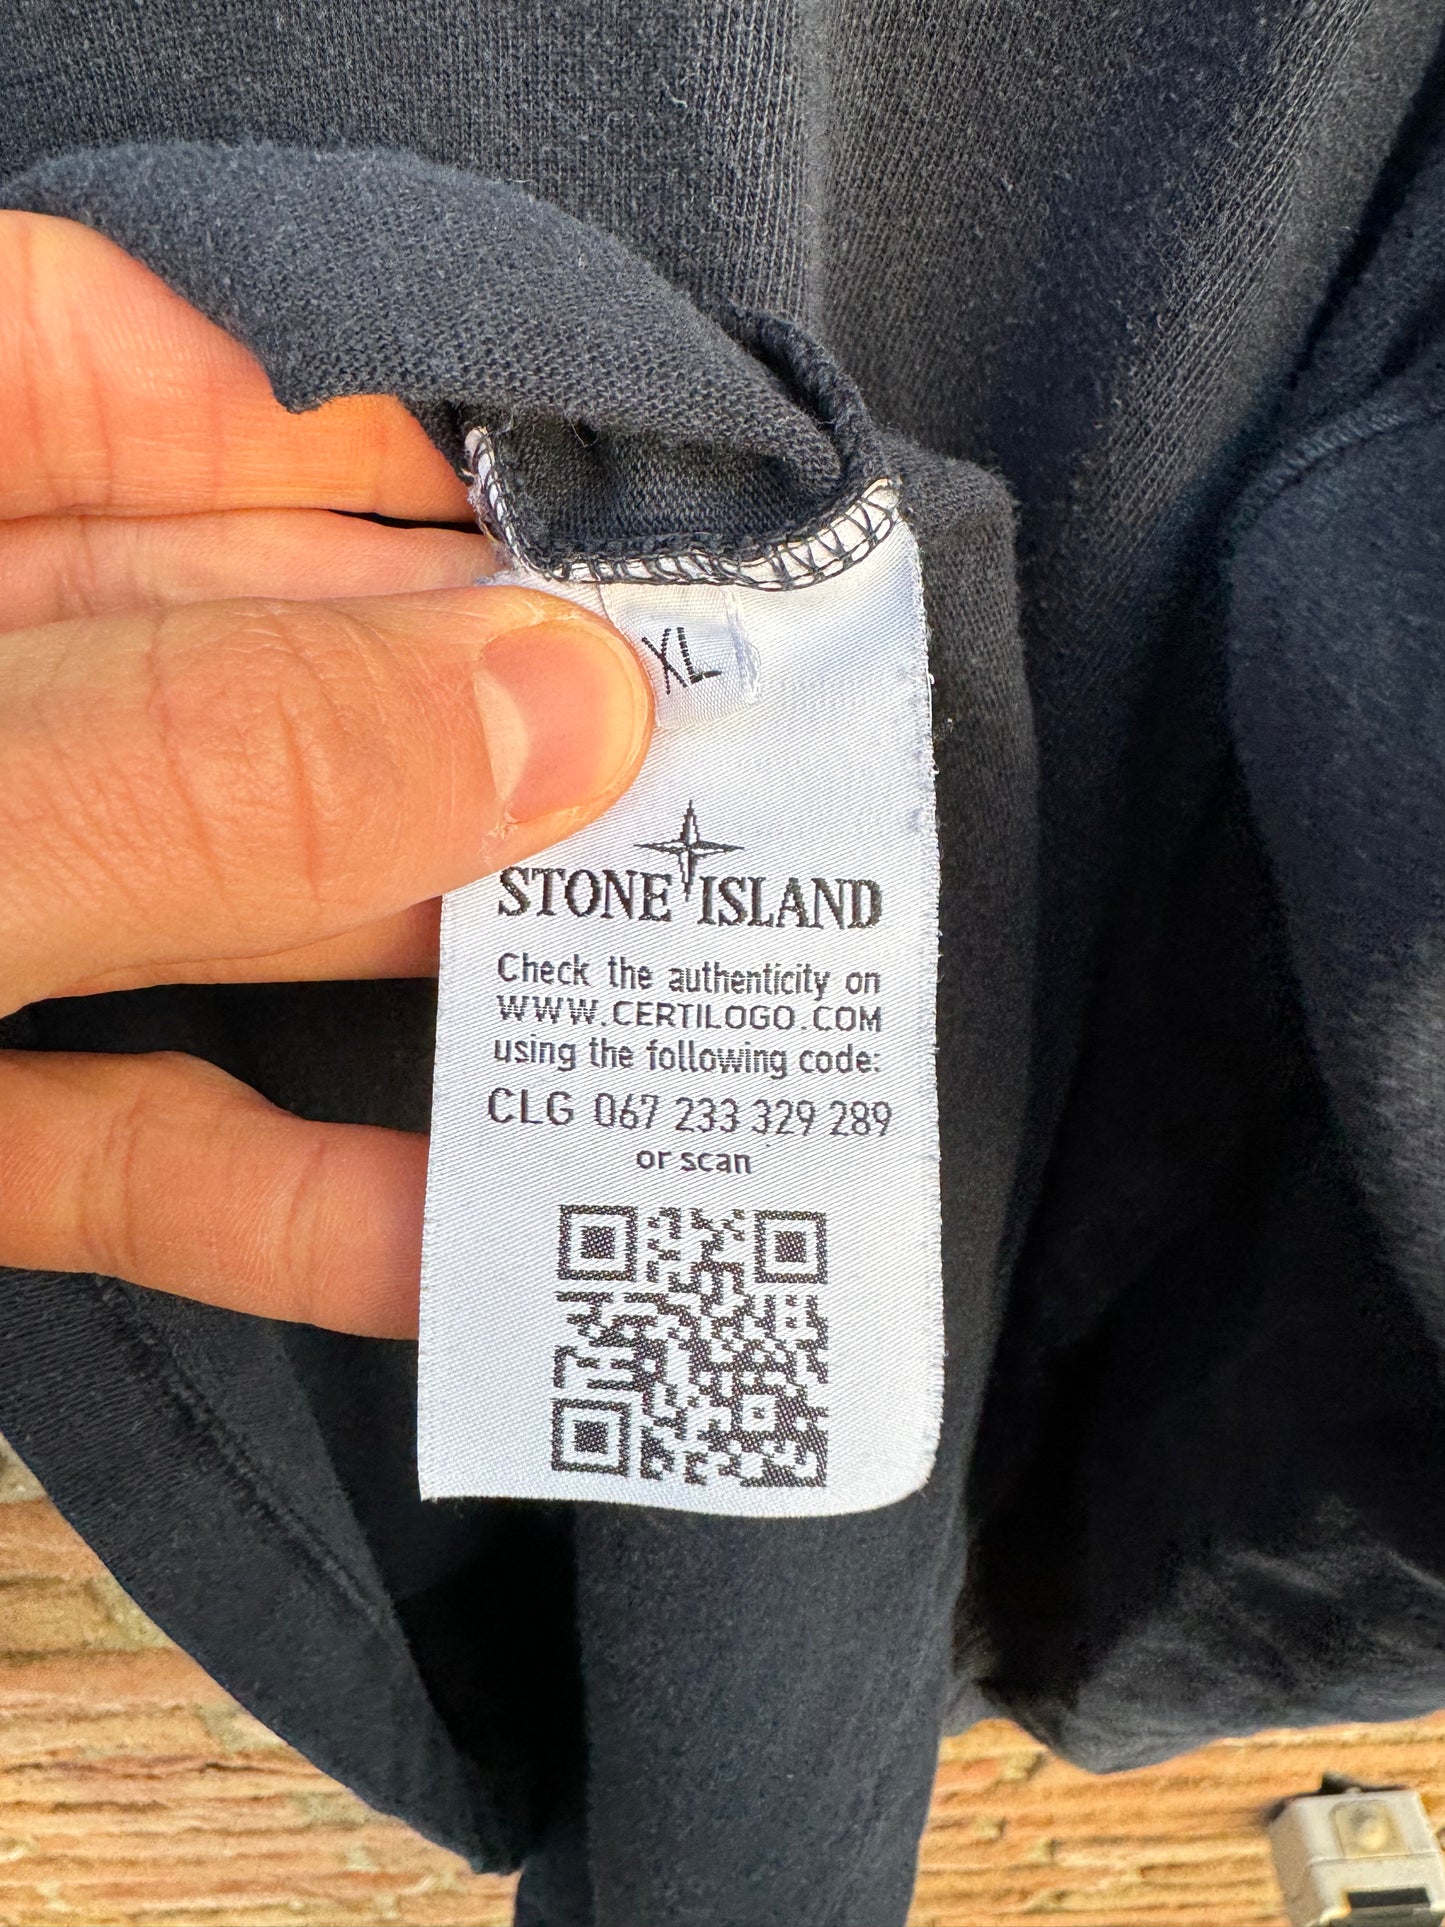 XL
STONE ISLAND
Check the authenticity on
WWW.CERTILOGO.COM
using the following code:
CLG 067 233 329 289
or scan